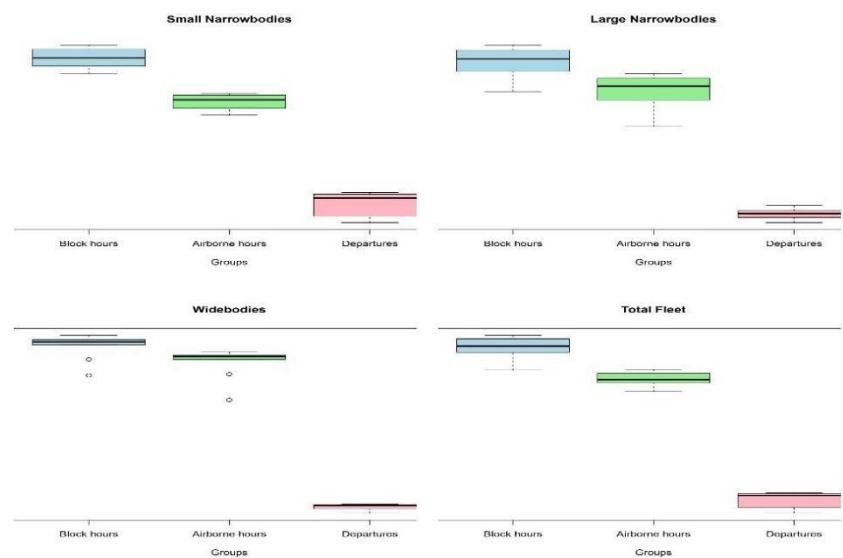 Small Narrowbodies
Large Narrowbodies
Block hours Airborne hours Departures
Groups
Block hours Airborne hours Departures
Groups
Widebodies
Total Fleet
Block hours Airborne hours Departures
Groups
Block hours Airborne hours Departures
Groups